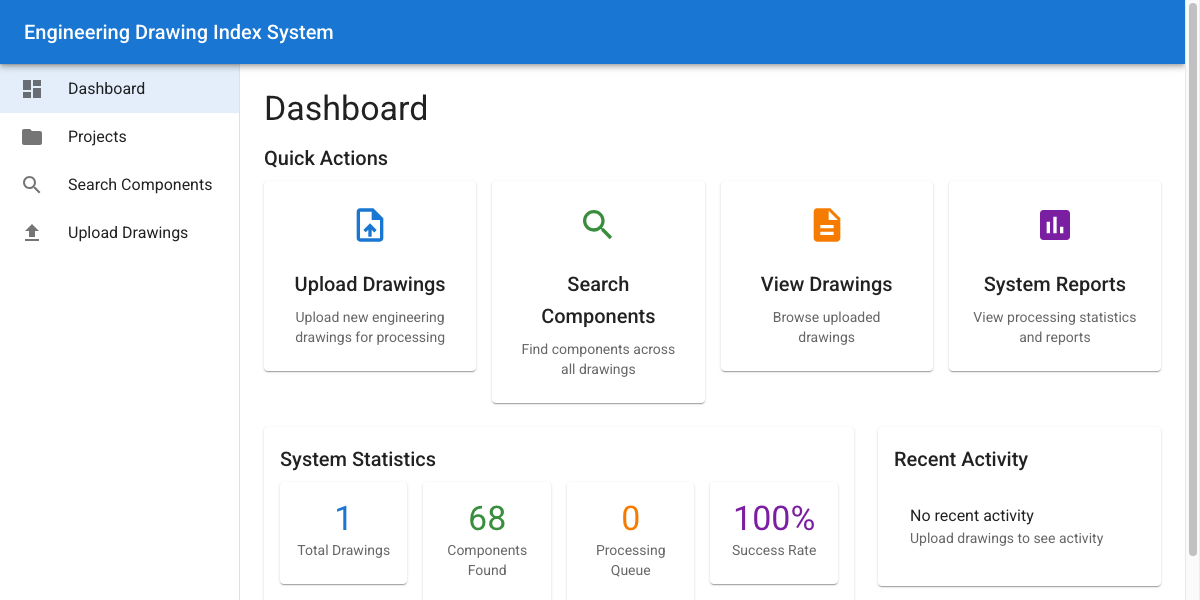 Engineering Drawing Index System
Dashboard
Projects
Search Components
Upload Drawings
Dashboard
Quick Actions
Upload Drawings
Upload new engineering
drawings for processing
Search
Components
Find components across
all drawings
View Drawings
Browse uploaded
drawings
System Reports
View processing statistics
and reports
System Statistics
1
Total Drawings
68
Components
Found
0
Processing
Queue
100%
Success Rate
Recent Activity
No recent activity
Upload drawings to see activity